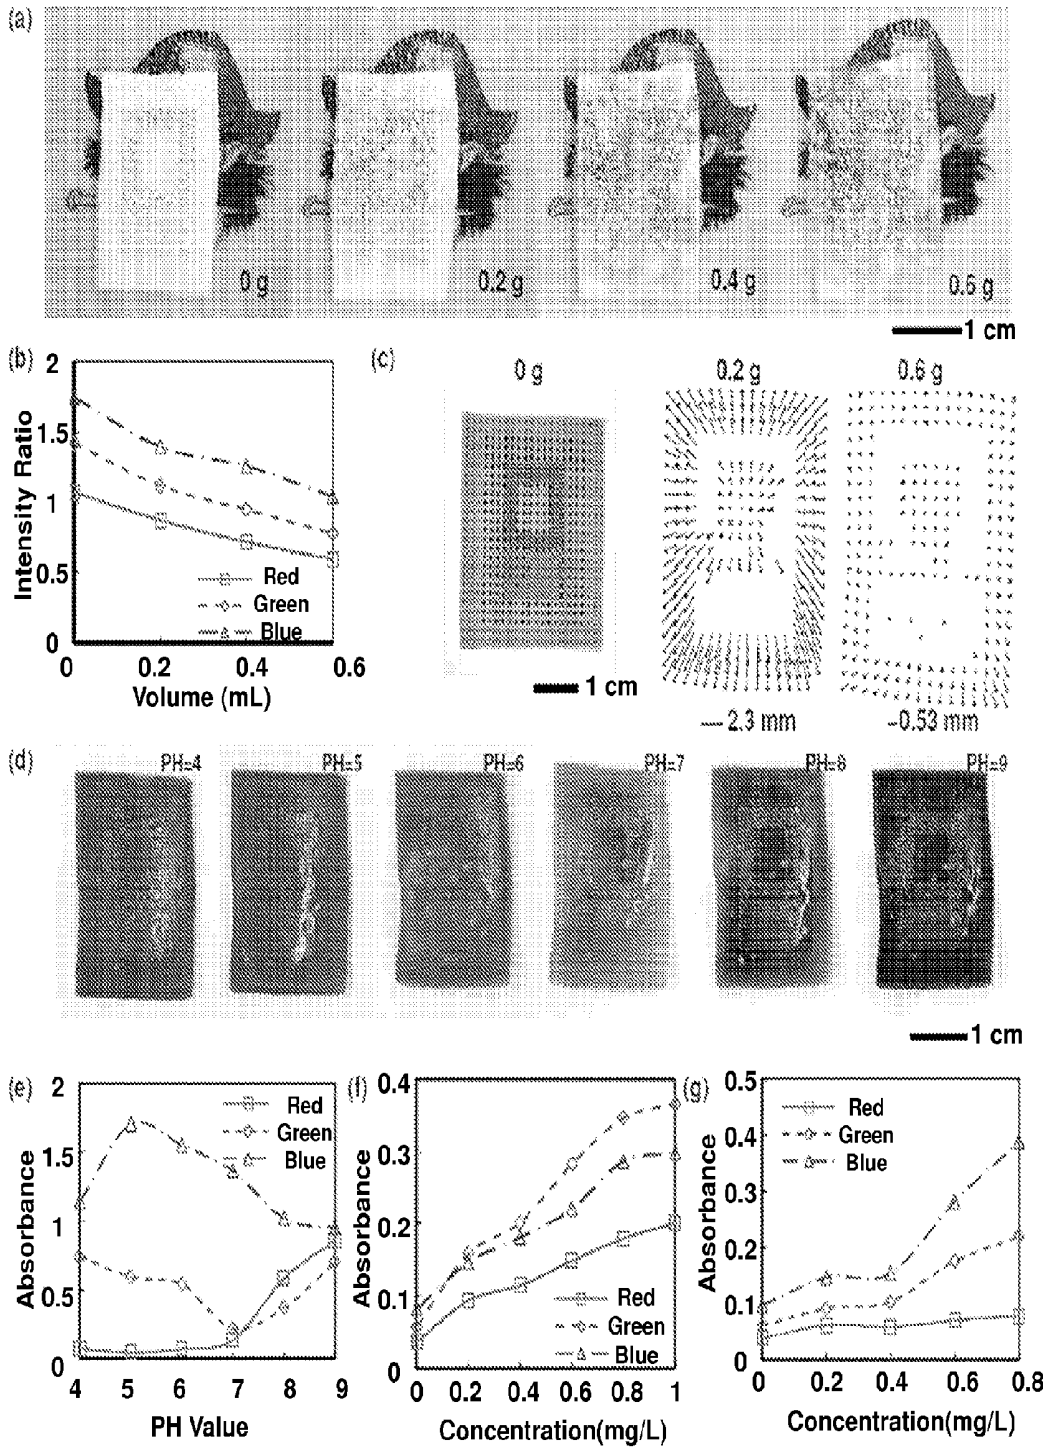 (a)
0 g
0.2 g
0.4 g
0.6 g
1 cm
(b)
2
1.5
1
0.5
0
Intensity Ratio
Red
Green
Blue
0 0.2 0.4 0.6
Volume (mL)
(c)
0 g
0.2 g
0.6 g
1 cm
2.3 mm
0.53 mm
(d)
PH=4
PH=5
PH=6
PH=7
PH=8
PH=9
1 cm
(e)
2
1.5
1
0.5
0
Absorbance
Red
Green
Blue
4 5 6 7 8 9
PH Value
(f)
0.4
0.3
0.2
0.1
0
Absorbance
Red
Green
Blue
0 0.2 0.4 0.6 0.8 1
Concentration(mg/L)
(g)
0.5
0.4
0.3
0.2
0.1
0
Absorbance
Red
Green
Blue
0 0.2 0.4 0.6 0.8
Concentration(mg/L)